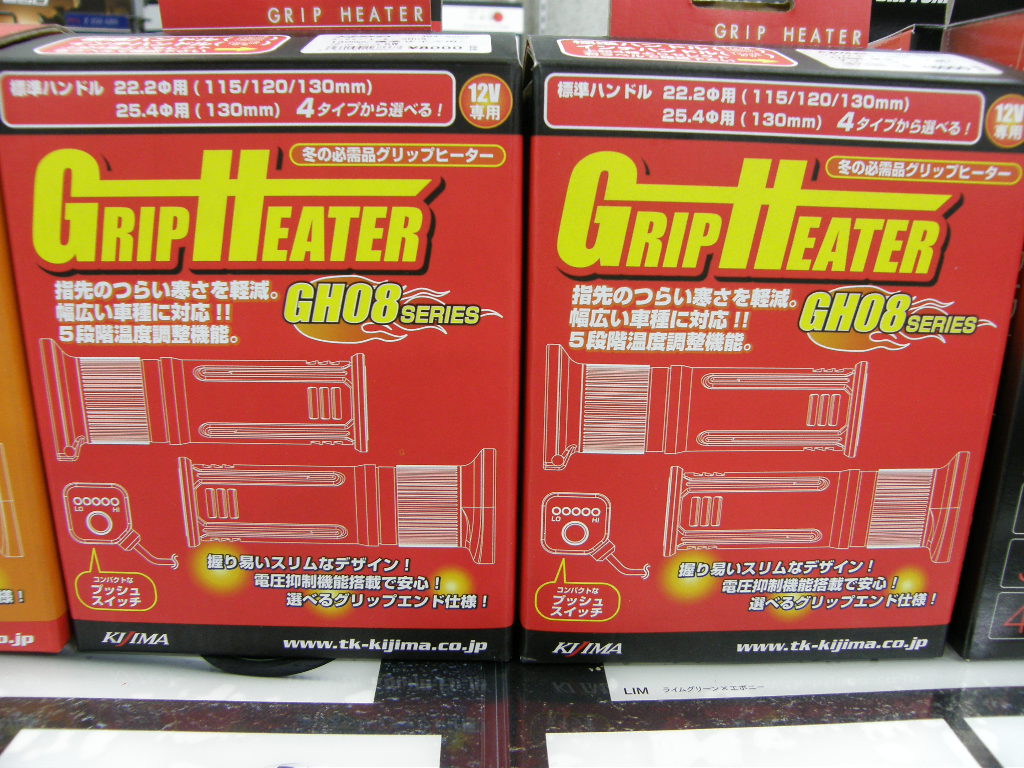 GRIP HEATER
GRIP HEATER
標準ハンドル 22.2Φ用(115/120/130mm)
25.4Φ用(130mm) 4タイプから選べる!
12V
専用
冬の必需品グリップヒーター
GRIP HEATER
指先のつらい寒さを軽減。
幅広い車種に対応!!
5段階温度調整機能。
GH08 SERIES
LO HI
コンパクトな
プッシュ
スイッチ
握り易いスリムなデザイン!
電圧抑制機能搭載で安心!
選べるグリップエンド仕様!
KIJIMA
www.tk-kijima.co.jp
標準ハンドル 22.2Φ用(115/120/130mm)
25.4Φ用(130mm) 4タイプから選べる!
12V
専用
冬の必需品グリップヒーター
GRIP HEATER
指先のつらい寒さを軽減。
幅広い車種に対応!!
5段階温度調整機能。
GH08 SERIES
LO HI
コンパクトな
プッシュ
スイッチ
握り易いスリムなデザイン!
電圧抑制機能搭載で安心!
選べるグリップエンド仕様!
KIJIMA
www.tk-kijima.co.jp
LIM ライムグリーン×エボニー